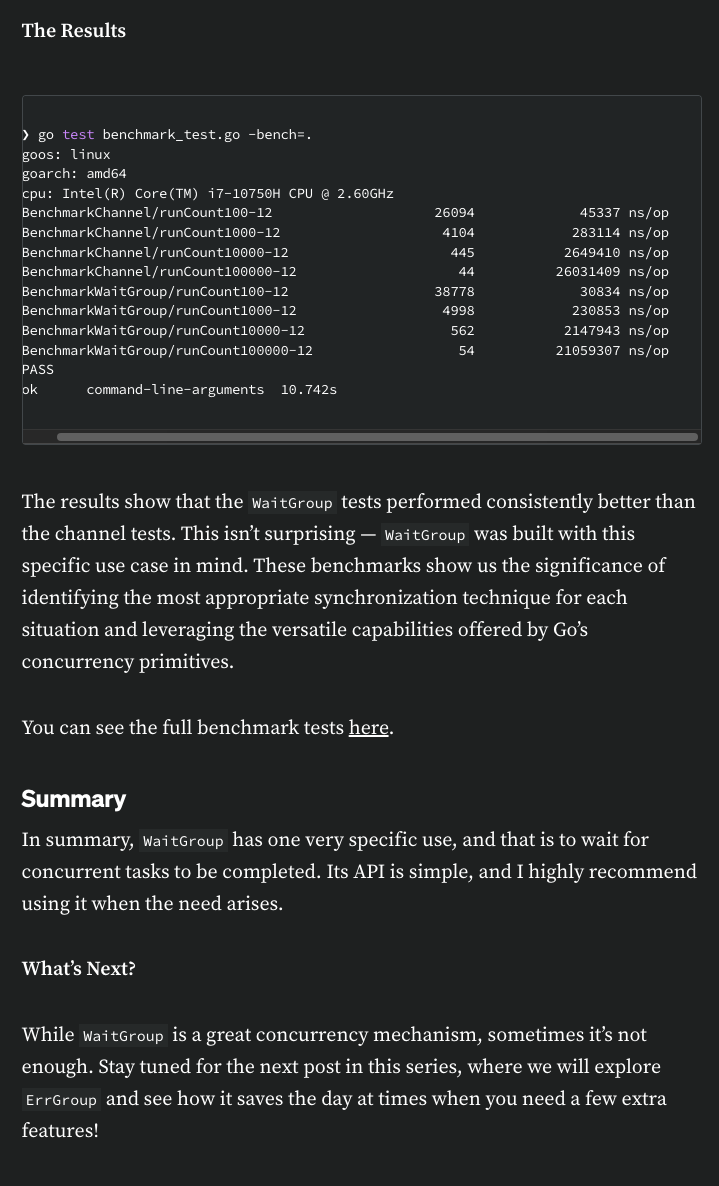 The Results
❯ go test benchmark_test.go -bench=.
goos: linux
goarch: amd64
cpu: Intel(R) Core(TM) i7-10750H CPU @ 2.60GHz
BenchmarkChannel/runCount100-12 26094 45337 ns/op
BenchmarkChannel/runCount1000-12 4104 283114 ns/op
BenchmarkChannel/runCount10000-12 445 2649410 ns/op
BenchmarkChannel/runCount100000-12 44 26031409 ns/op
BenchmarkWaitGroup/runCount100-12 38778 30834 ns/op
BenchmarkWaitGroup/runCount1000-12 4998 230853 ns/op
BenchmarkWaitGroup/runCount10000-12 562 2147943 ns/op
BenchmarkWaitGroup/runCount100000-12 54 21059307 ns/op
PASS
ok command-line-arguments 10.742s
The results show that the WaitGroup tests performed consistently better than
the channel tests. This isn’t surprising — WaitGroup was built with this
specific use case in mind. These benchmarks show us the significance of
identifying the most appropriate synchronization technique for each
situation and leveraging the versatile capabilities offered by Go’s
concurrency primitives.
You can see the full benchmark tests here.
Summary
In summary, WaitGroup has one very specific use, and that is to wait for
concurrent tasks to be completed. Its API is simple, and I highly recommend
using it when the need arises.
What’s Next?
While WaitGroup is a great concurrency mechanism, sometimes it’s not
enough. Stay tuned for the next post in this series, where we will explore
ErrGroup and see how it saves the day at times when you need a few extra
features!